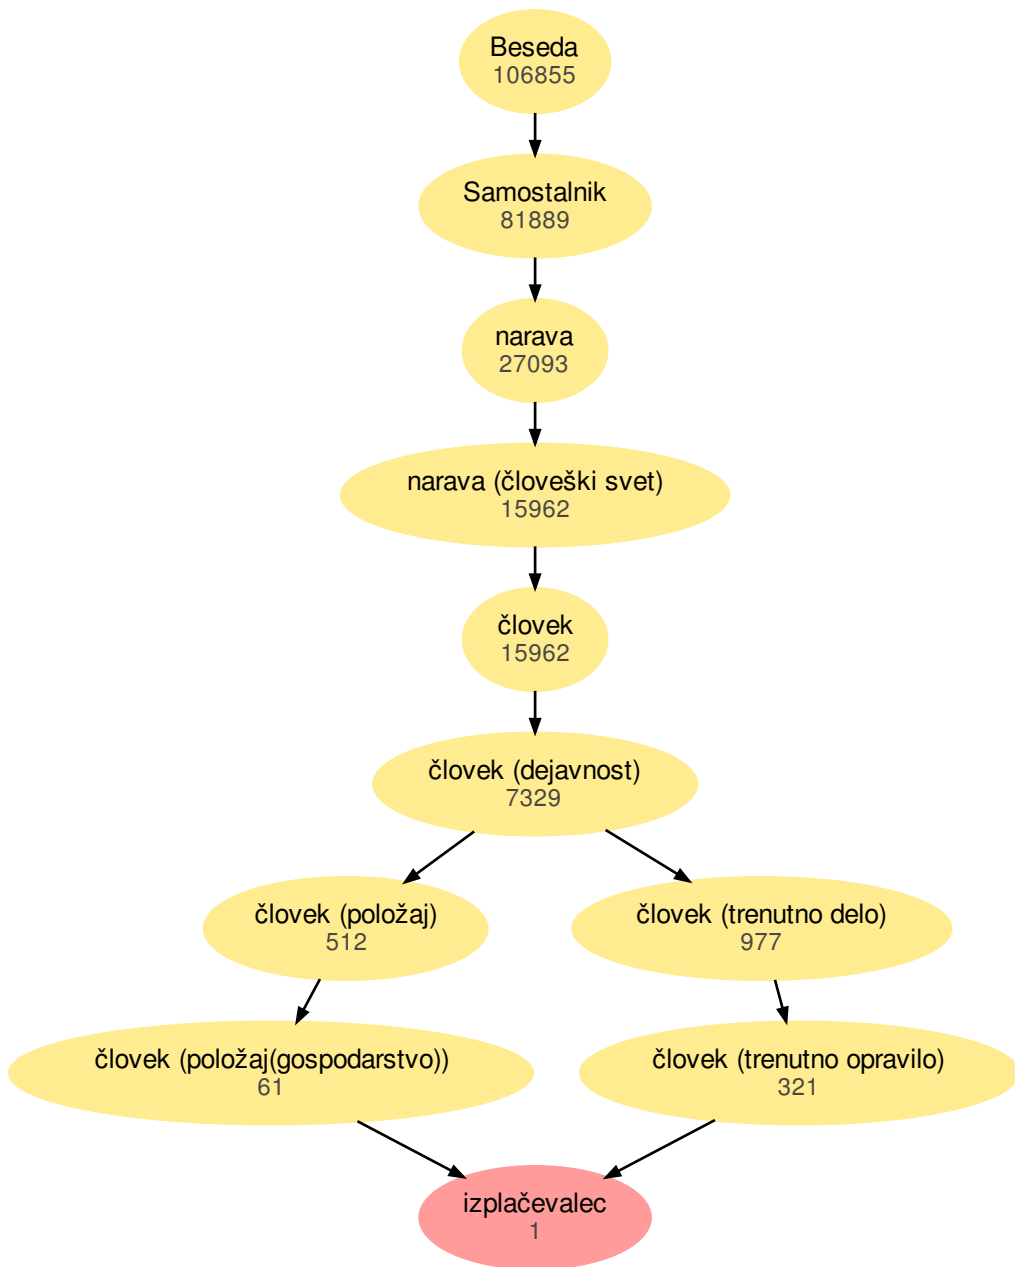 Beseda
106855
Samostalnik
81889
narava
27093
narava (človeški svet)
15962
človek
15962
človek (dejavnost)
7329
človek (položaj)
512
človek (trenutno delo)
977
človek (položaj(gospodarstvo))
61
človek (trenutno opravilo)
321
izplačevalec
1